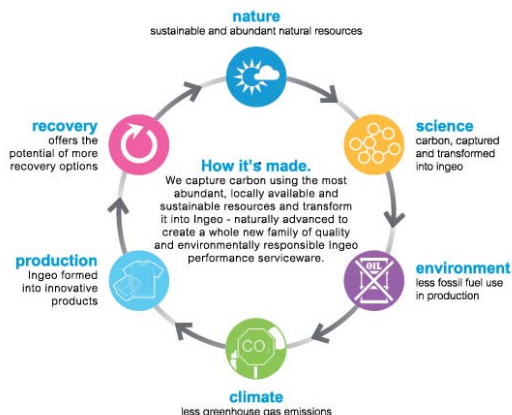 nature
sustainable and abundant natural resources
science
carbon, captured
and transformed
into ingeo
OIL
environment
less fossil fuel use
in production
CO2
climate
less greenhouse gas emissions
production
Ingeo formed
into innovative
products
recovery
offers the
potential of more
recovery options
How it's made.
We capture carbon using the most
abundant, locally available and
sustainable resources and transform
it into Ingeo - naturally advanced to
create a whole new family of quality
and environmentally responsible Ingeo
performance serviceware.